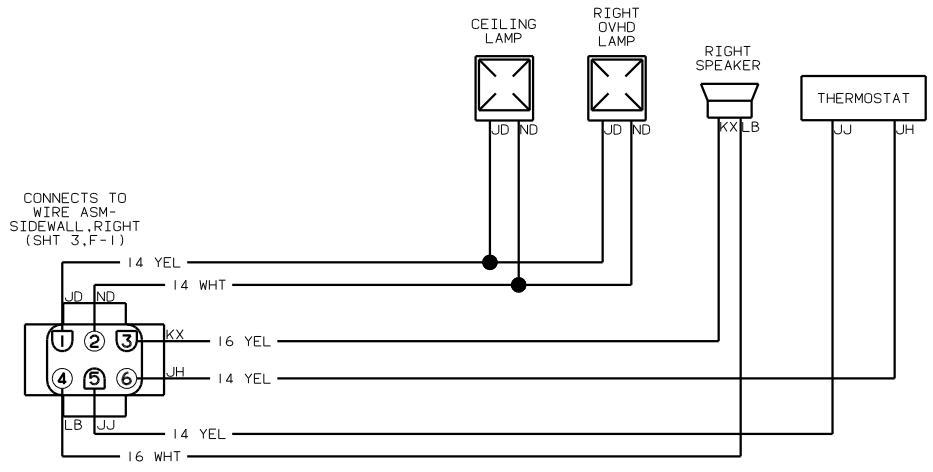 CEILING
LAMP
RIGHT
OVHD
LAMP
RIGHT
SPEAKER
THERMOSTAT
JD ND
JD ND
KX LB
JJ JH
CONNECTS TO
WIRE ASM-
SIDEWALL,RIGHT
(SHT 3,F-1)
14 YEL
14 WHT
JD ND
1 2 3
KX
16 YEL
4 5 6
JH
14 YEL
LB JJ
14 YEL
16 WHT